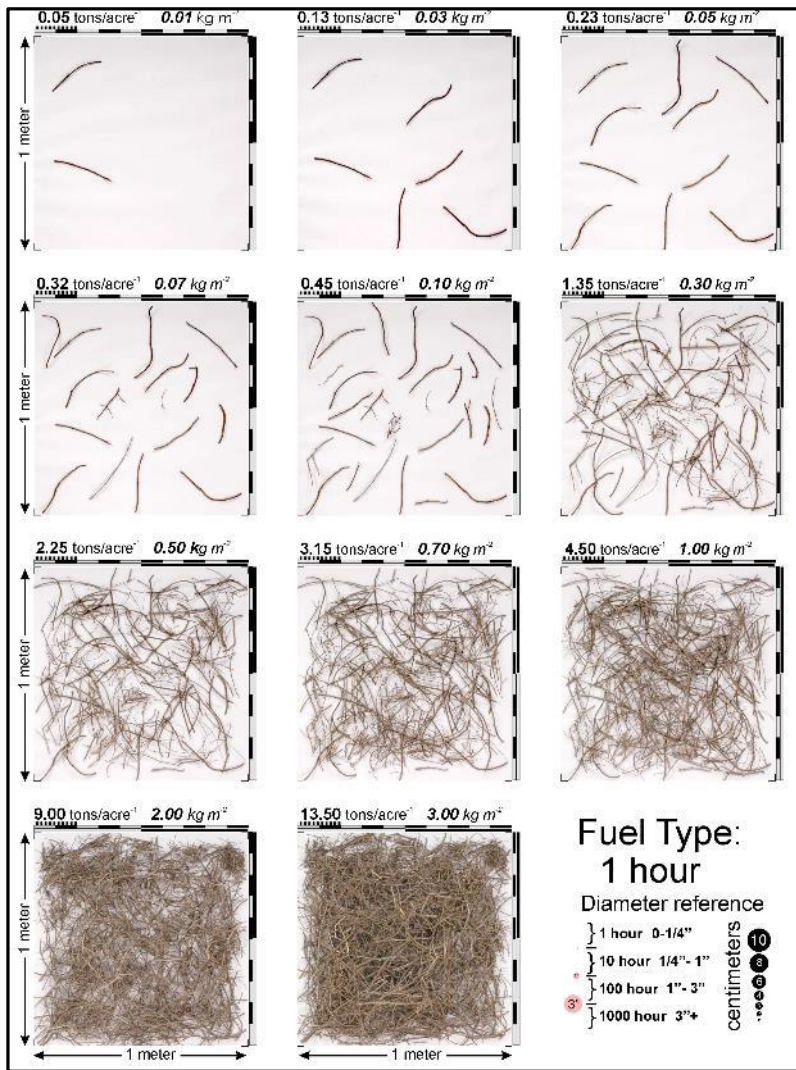 0.05 tons/acre⁻¹ 0.01 kg m⁻²
0.13 tons/acre⁻¹ 0.03 kg m⁻²
0.23 tons/acre⁻¹ 0.05 kg m⁻²
1 meter
0.32 tons/acre⁻¹ 0.07 kg m⁻²
0.45 tons/acre⁻¹ 0.10 kg m⁻²
1.35 tons/acre⁻¹ 0.30 kg m⁻²
1 meter
2.25 tons/acre⁻¹ 0.50 kg m⁻²
3.15 tons/acre⁻¹ 0.70 kg m⁻²
4.50 tons/acre⁻¹ 1.00 kg m⁻²
1 meter
9.00 tons/acre⁻¹ 2.00 kg m⁻²
13.50 tons/acre⁻¹ 3.00 kg m⁻²
1 meter
1 meter
1 meter
Fuel Type:
1 hour
Diameter reference
1 hour 0-1/4”
10 hour 1/4”- 1”
100 hour 1”- 3”
1000 hour 3”+
3"
centimeters
10
8
6
4